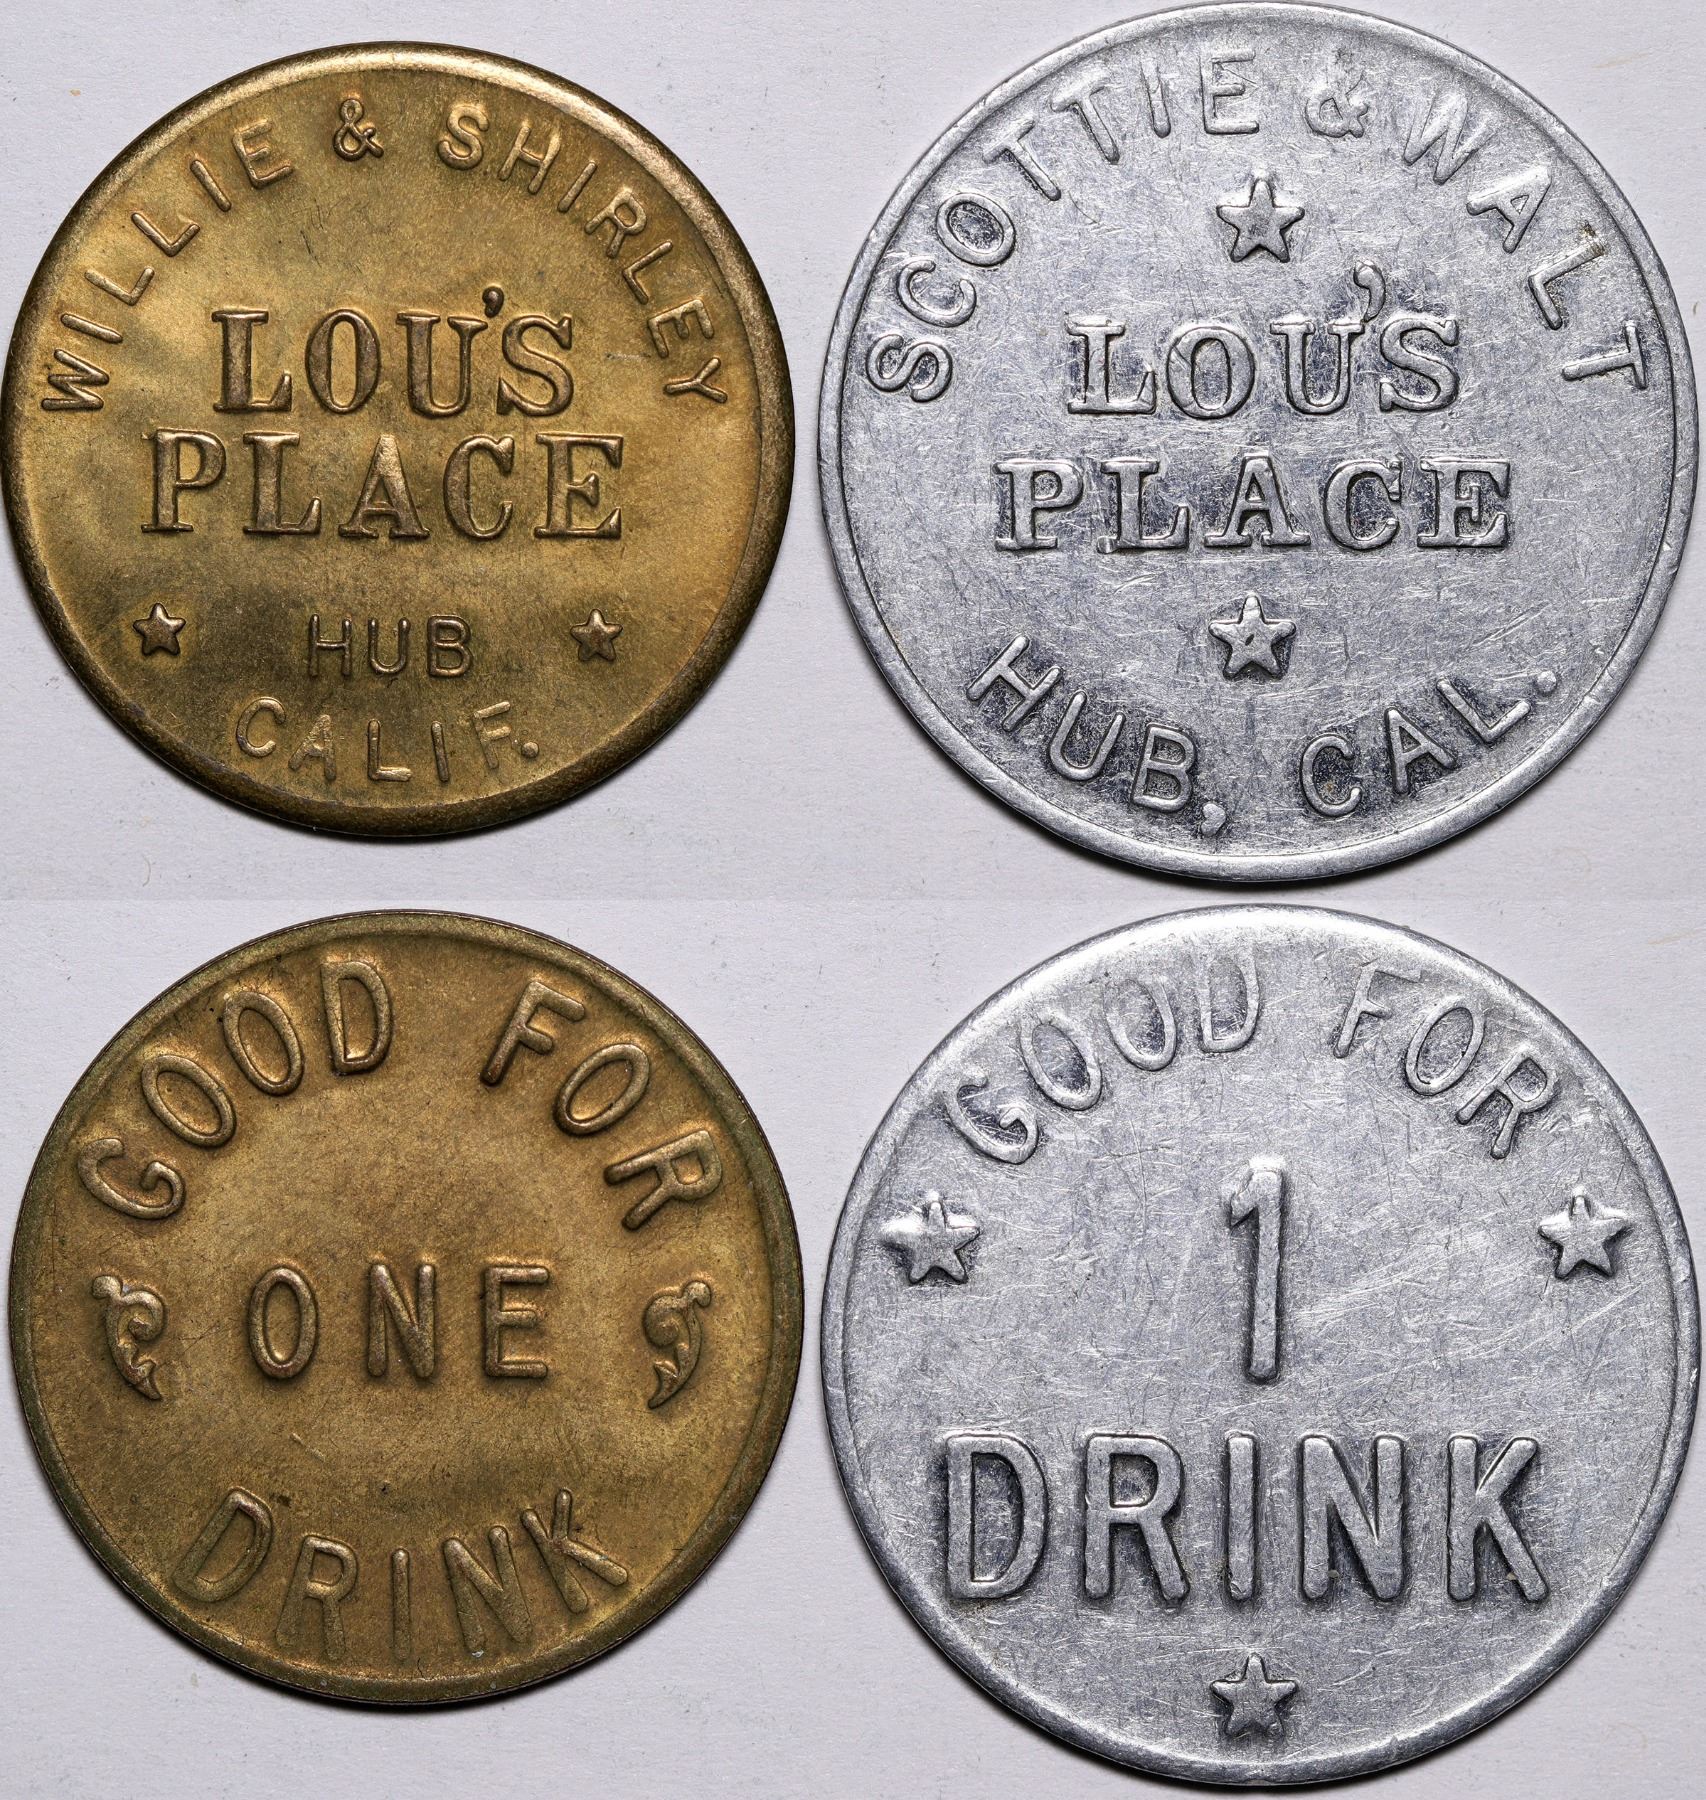 WILLIE & SHIRLEY
LOU'S
PLACE
HUB
CALIF.
SCOTTIE & WALT
LOU'S
PLACE
HUB, CAL.
GOOD FOR
ONE
DRINK
GOOD FOR
1
DRINK